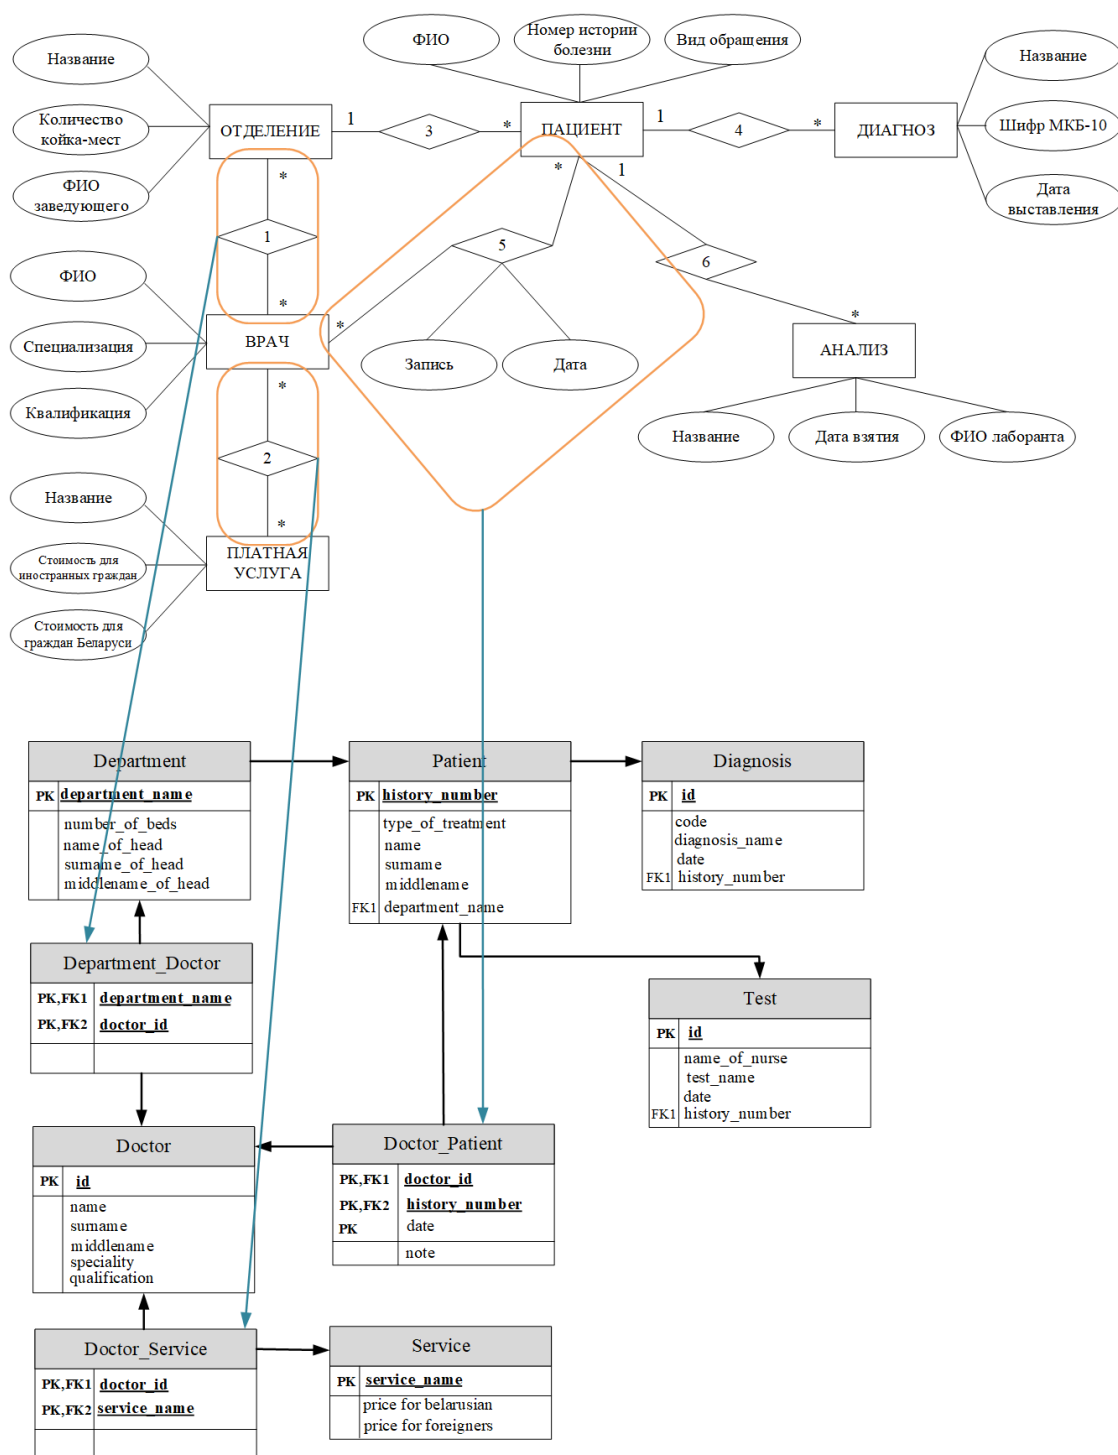 ФИО
Номер истории
болезни
Вид обращения
Название
Количество
койка-мест
ФИО
заведующего
ОТДЕЛЕНИЕ
1
3
*
ПАЦИЕНТ
1
4
*
ДИАГНОЗ
Название
Шифр МКБ-10
Дата
выставления
*
1
*
*
1
5
6
*
*
ФИО
Специализация
Квалификация
ВРАЧ
Запись
Дата
АНАЛИЗ
Название
Дата взятия
ФИО лаборанта
*
2
*
Название
Стоимость для
иностранных граждан
Стоимость для
граждан Беларуси
ПЛАТНАЯ
УСЛУГА
Department
PK department_name
number_of_beds
name_of_head
surname_of_head
middlename_of_head
Patient
PK history_number
type_of_treatment
name
surname
middlename
FK1 department_name
Diagnosis
PK id
code
diagnosis_name
date
FK1 history_number
Department_Doctor
PK,FK1 department_name
PK,FK2 doctor_id
Test
PK id
name_of_nurse
test_name
date
FK1 history_number
Doctor
PK id
name
surname
middlename
speciality
qualification
Doctor_Patient
PK,FK1 doctor_id
PK,FK2 history_number
PK date
note
Doctor_Service
PK,FK1 doctor_id
PK,FK2 service_name
Service
PK service_name
price for belarusian
price for foreigners